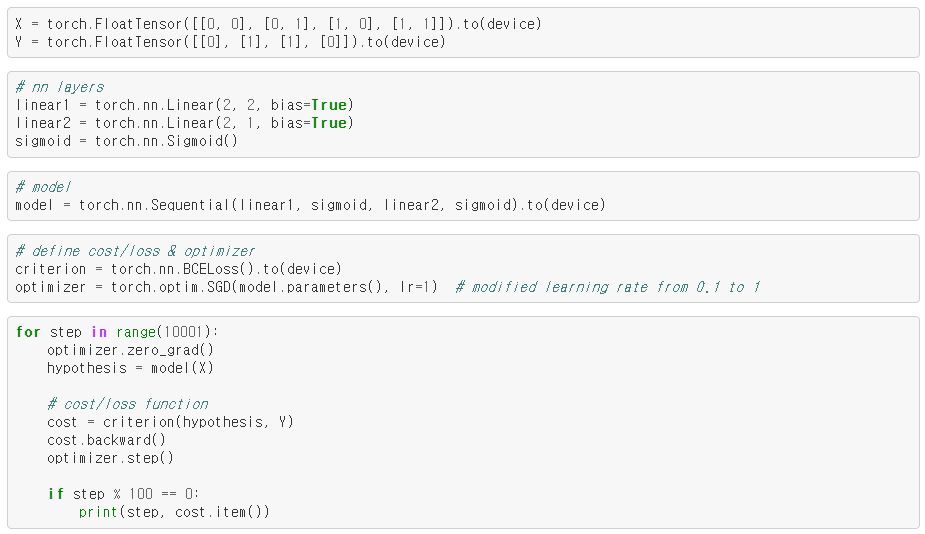 X = torch.FloatTensor([[0, 0], [0, 1], [1, 0], [1, 1]]).to(device)
Y = torch.FloatTensor([[0], [1], [1], [0]]).to(device)
# nn layers
linear1 = torch.nn.Linear(2, 2, bias=True)
linear2 = torch.nn.Linear(2, 1, bias=True)
sigmoid = torch.nn.Sigmoid()
# model
model = torch.nn.Sequential(linear1, sigmoid, linear2, sigmoid).to(device)
# define cost/loss & optimizer
criterion = torch.nn.BCELoss().to(device)
optimizer = torch.optim.SGD(model.parameters(), lr=1)  # modified learning rate from 0.1 to 1
for step in range(10001):
    optimizer.zero_grad()
    hypothesis = model(X)
    # cost/loss function
    cost = criterion(hypothesis, Y)
    cost.backward()
    optimizer.step()
    if step % 100 == 0:
        print(step, cost.item())